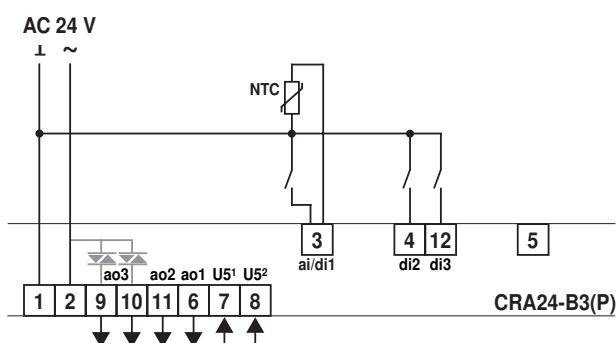 AC 24 V
⊥ ~
NTC
3 4 12 5
ai/di1 di2 di3
ao3 ao2 ao1 U5¹ U5²
1 2 9 10 11 6 7 8
CRA24-B3(P)